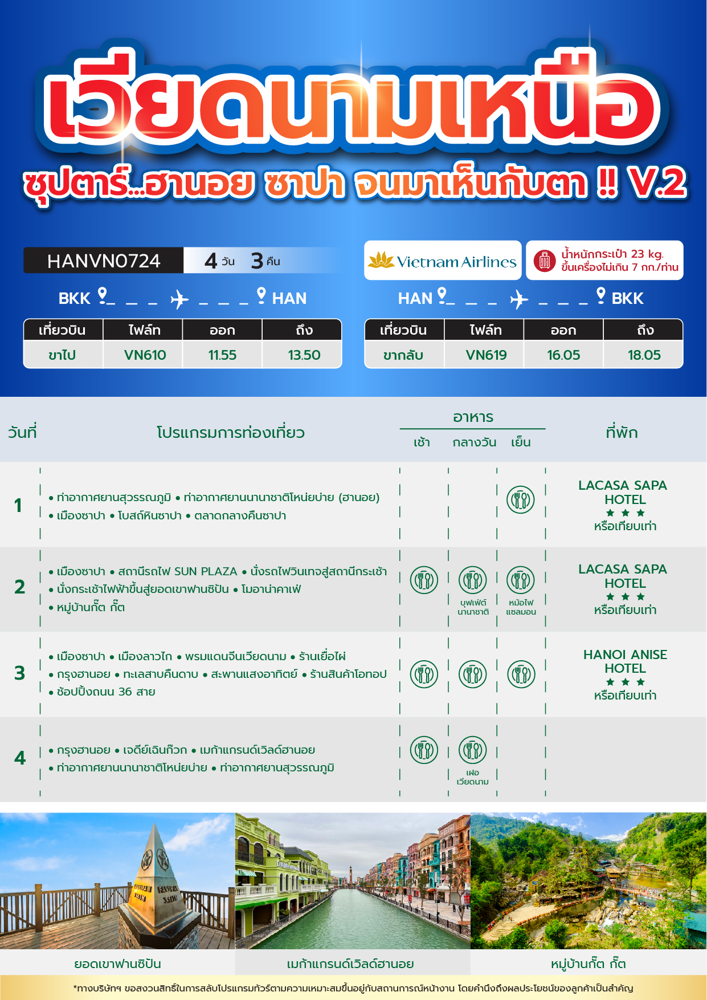 เวียดนามเหนือ
ซุปตาร์...ฮานอย ซาปา จนมาเห็นกับตา !! V.2
HANVN0724 4 วัน 3 คืน
Vietnam Airlines
น้ำหนักกระเป๋า 23 kg.
ขึ้นเครื่องไม่เกิน 7 กก./ท่าน
BKK HAN
HAN BKK
เที่ยวบิน ไฟล์ท ออก ถึง
ขาไป VN610 11.55 13.50
เที่ยวบิน ไฟล์ท ออก ถึง
ขากลับ VN619 16.05 18.05
วันที่ โปรแกรมการท่องเที่ยว อาหาร ที่พัก
เช้า กลางวัน เย็น
1
• ท่าอากาศยานสุวรรณภูมิ • ท่าอากาศยานนานาชาติโหน่ยบ่าย (ฮานอย)
• เมืองซาปา • โบสถ์หินซาปา • ตลาดกลางคืนซาปา
LACASA SAPA
HOTEL
หรือเทียบเท่า
2
• เมืองซาปา • สถานีรถไฟ SUN PLAZA • นั่งรถไฟวินเทจสู่สถานีกระเช้า
• นั่งกระเช้าไฟฟ้าขึ้นสู่ยอดเขาฟานซิปัน • โมอาน่าคาเฟ่
• หมู่บ้านกั๊ต กั๊ต
บุฟเฟ่ต์
นานาชาติ
หม้อไฟ
แซลมอน
LACASA SAPA
HOTEL
หรือเทียบเท่า
3
• เมืองซาปา • เมืองลาวไก • พรมแดนจีนเวียดนาม • ร้านเยื่อไผ่
• กรุงฮานอย • ทะเลสาบคืนดาบ • สะพานแสงอาทิตย์ • ร้านสินค้าโอทอป
• ช้อปปิ้งถนน 36 สาย
HANOI ANISE
HOTEL
หรือเทียบเท่า
4
• กรุงฮานอย • เจดีย์เฉินก๊วก • เมก้าแกรนด์เวิลด์ฮานอย
• ท่าอากาศยานนานาชาติโหน่ยบ่าย • ท่าอากาศยานสุวรรณภูมิ
เฝอ
เวียดนาม
ยอดเขาฟานซิปัน
เมก้าแกรนด์เวิลด์ฮานอย
หมู่บ้านกั๊ต กั๊ต
*ทางบริษัทฯ ขอสงวนสิทธิ์ในการสลับโปรแกรมทัวร์ตามความเหมาะสมขึ้นอยู่กับสถานการณ์หน้างาน โดยคำนึงถึงผลประโยชน์ของลูกค้าเป็นสำคัญ